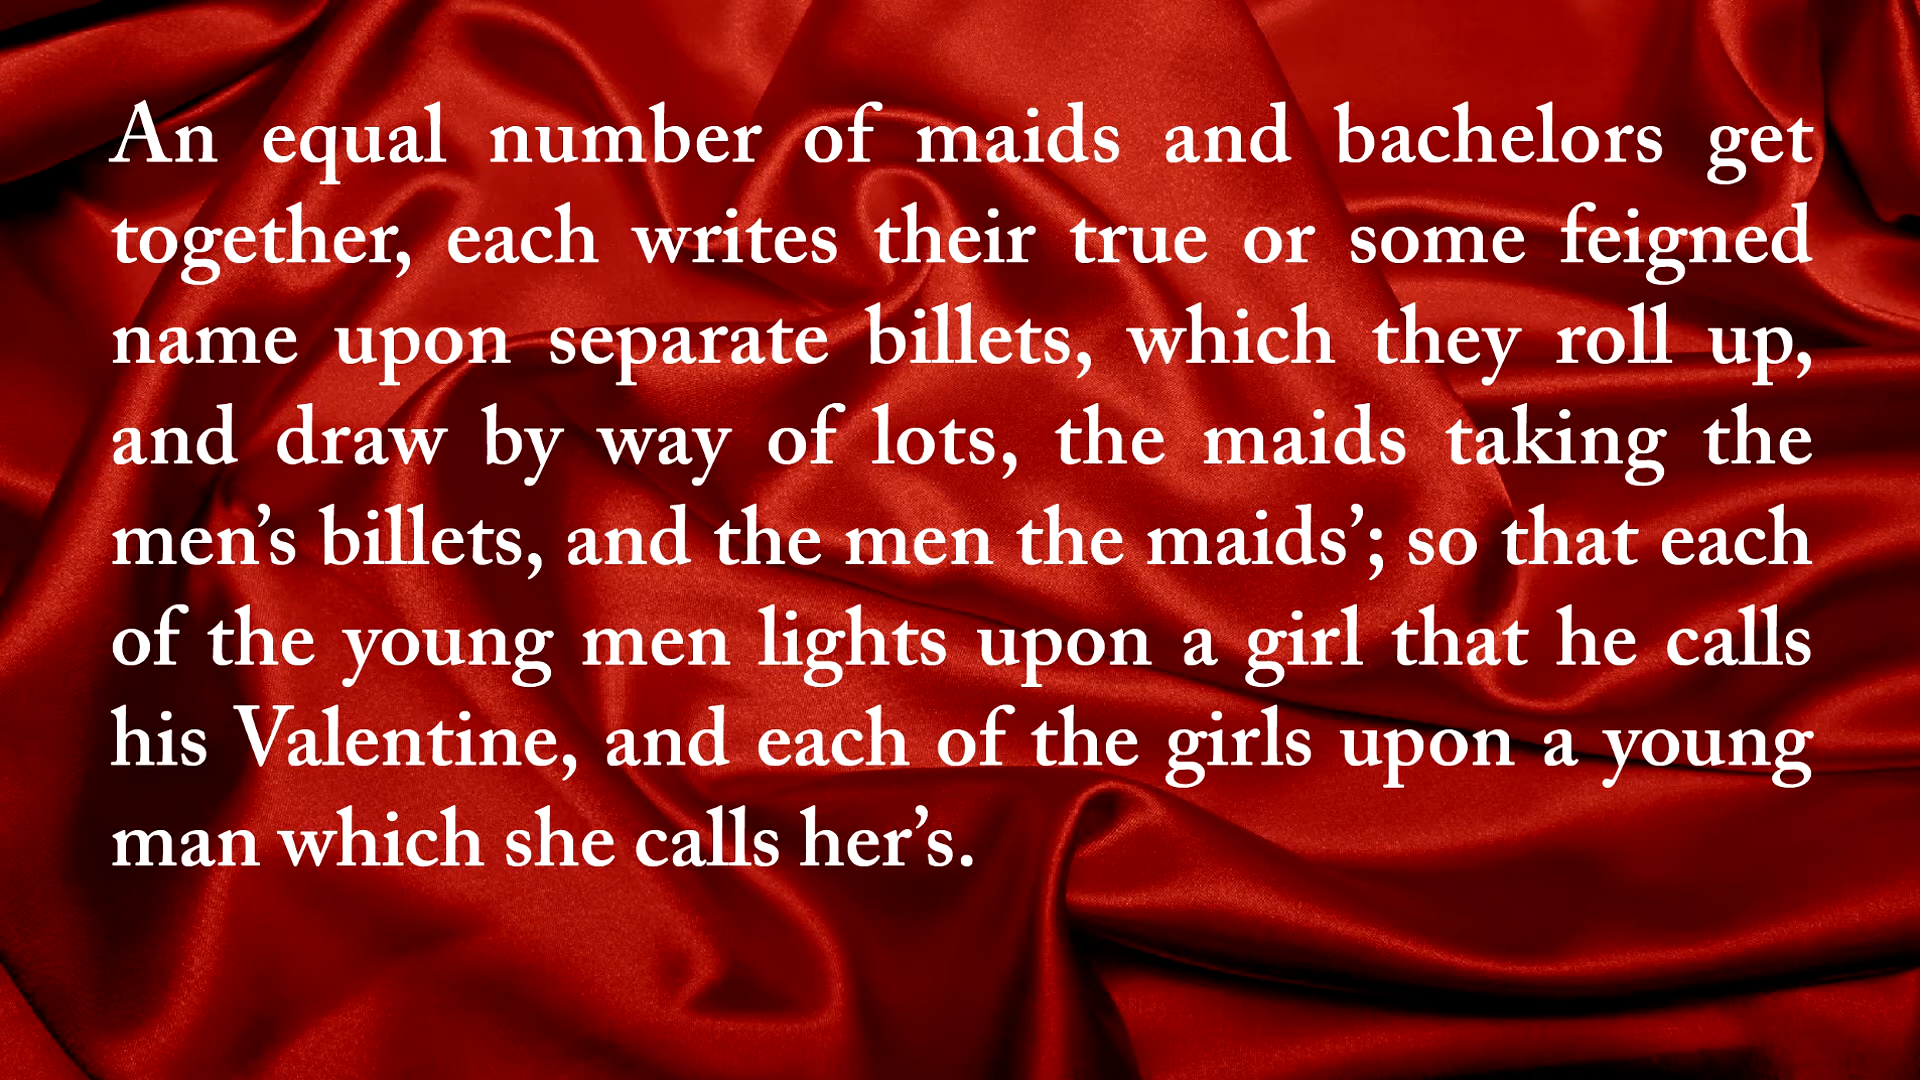 An equal number of maids and bachelors get
together, each writes their true or some feigned
name upon separate billets, which they roll up,
and draw by way of lots, the maids taking the
men’s billets, and the men the maids’; so that each
of the young men lights upon a girl that he calls
his Valentine, and each of the girls upon a young
man which she calls her’s.